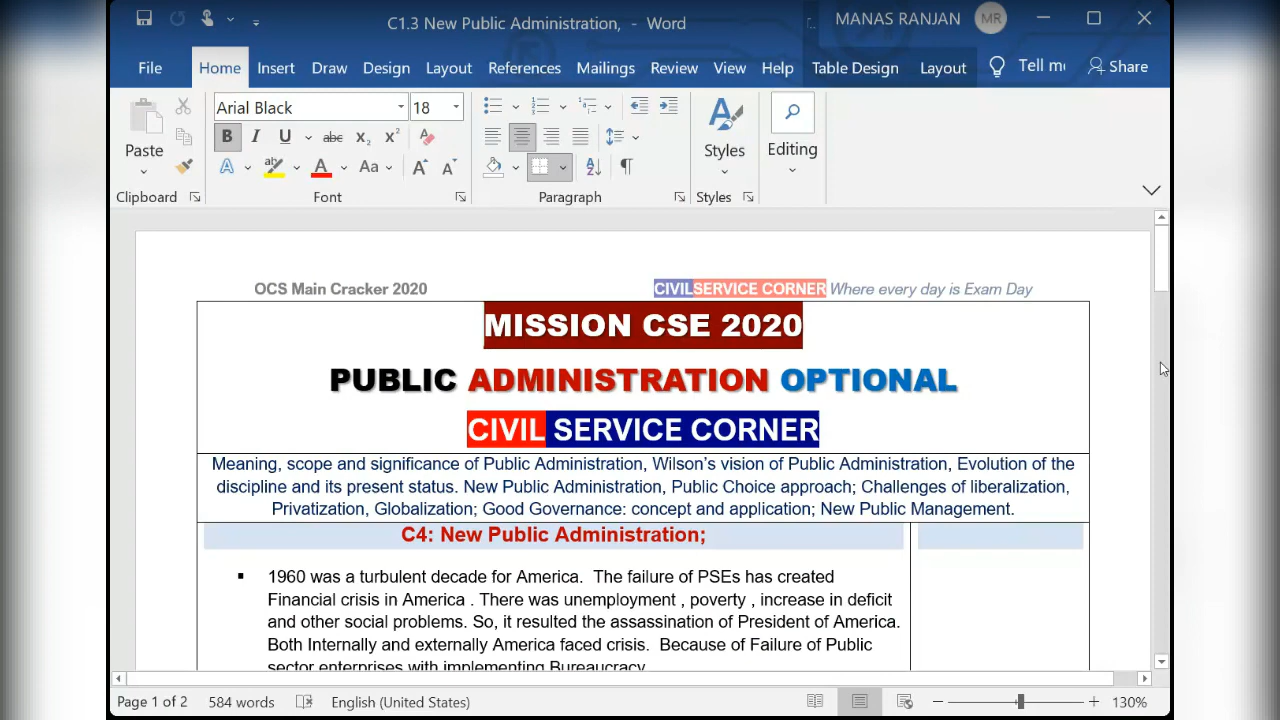 C1.3 New Public Administration, - Word
MANAS RANJAN MR
File Home Insert Draw Design Layout References Mailings Review View Help Table Design Layout Tell me Share
Arial Black 18
Paste
Styles
Editing
Clipboard Font Paragraph Styles
OCS Main Cracker 2020 CIVILSERVICE CORNER Where every day is Exam Day
MISSION CSE 2020
PUBLIC ADMINISTRATION OPTIONAL
CIVIL SERVICE CORNER
Meaning, scope and significance of Public Administration, Wilson's vision of Public Administration, Evolution of the
discipline and its present status. New Public Administration, Public Choice approach; Challenges of liberalization,
Privatization, Globalization; Good Governance: concept and application; New Public Management.
C4: New Public Administration;
▪ 1960 was a turbulent decade for America. The failure of PSEs has created
Financial crisis in America . There was unemployment , poverty , increase in deficit
and other social problems. So, it resulted the assassination of President of America.
Both Internally and externally America faced crisis. Because of Failure of Public
sector enterprises with implementing Bureaucracy
Page 1 of 2 584 words English (United States) 130%